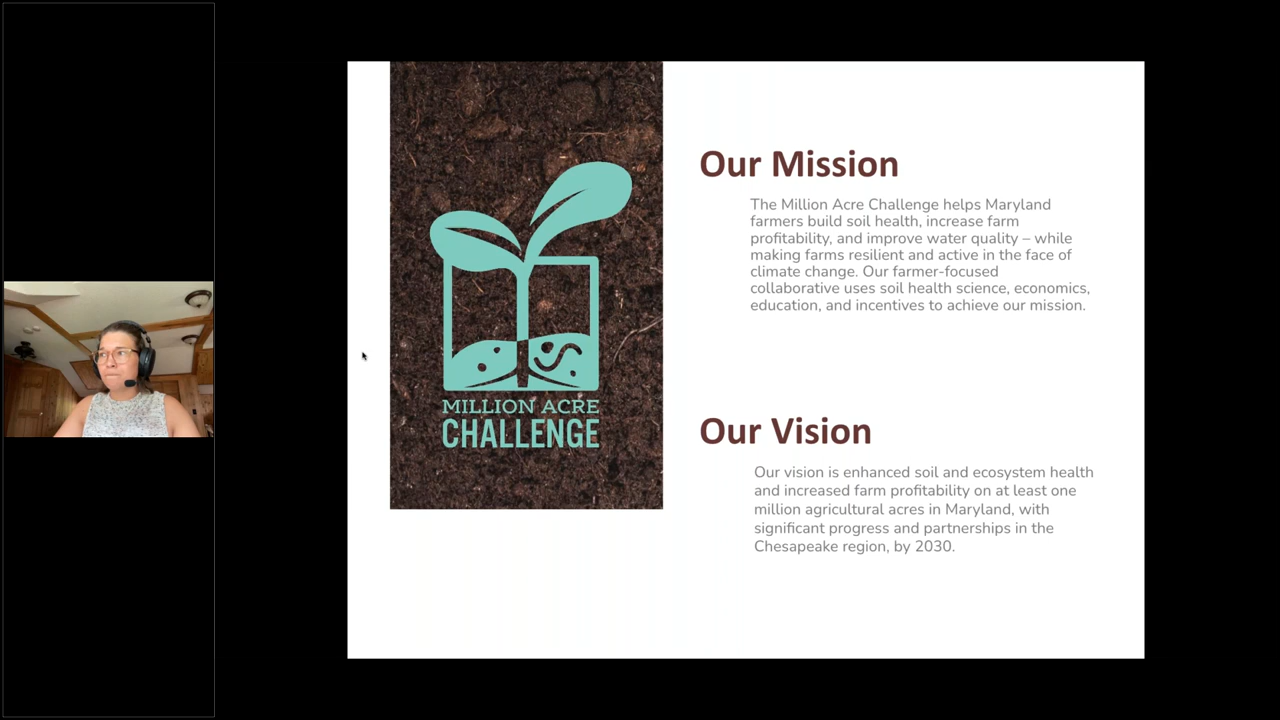 MILLION ACRE
CHALLENGE
Our Mission
The Million Acre Challenge helps Maryland
farmers build soil health, increase farm
profitability, and improve water quality – while
making farms resilient and active in the face of
climate change. Our farmer-focused
collaborative uses soil health science, economics,
education, and incentives to achieve our mission.
Our Vision
Our vision is enhanced soil and ecosystem health
and increased farm profitability on at least one
million agricultural acres in Maryland, with
significant progress and partnerships in the
Chesapeake region, by 2030.